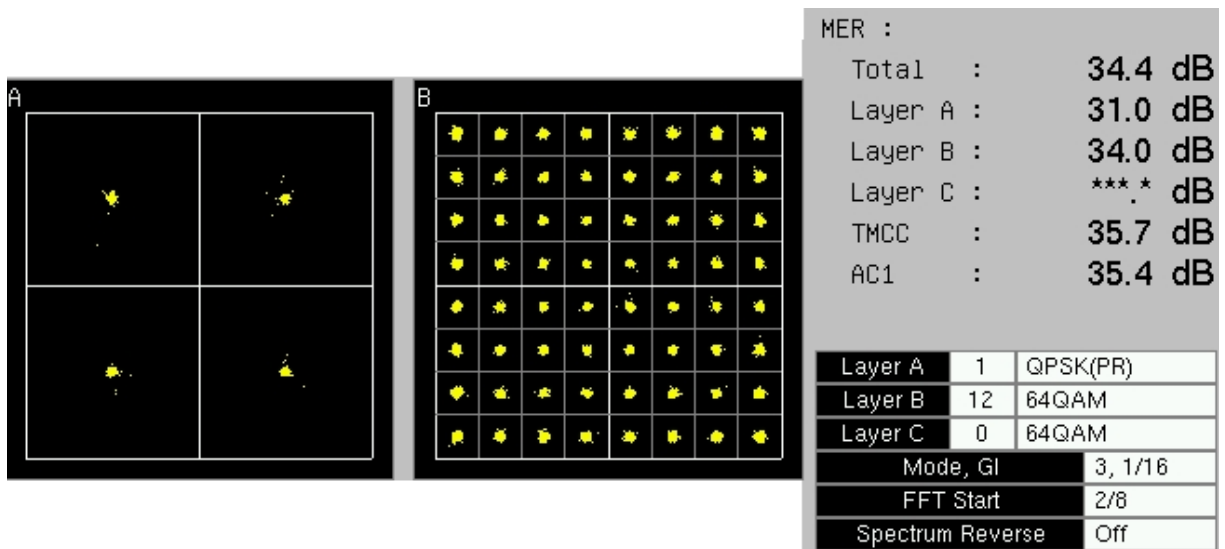 A
B
MER :
Total : 34.4 dB
Layer A : 31.0 dB
Layer B : 34.0 dB
Layer C : ***.* dB
TMCC : 35.7 dB
AC1 : 35.4 dB
Layer A 1 QPSK(PR)
Layer B 12 64QAM
Layer C 0 64QAM
Mode, GI 3, 1/16
FFT Start 2/8
Spectrum Reverse Off